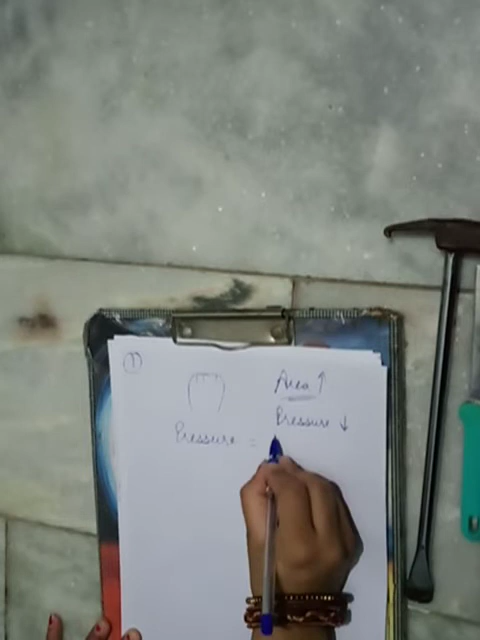 1
Area ↑
Pressure ↓
Pressure =